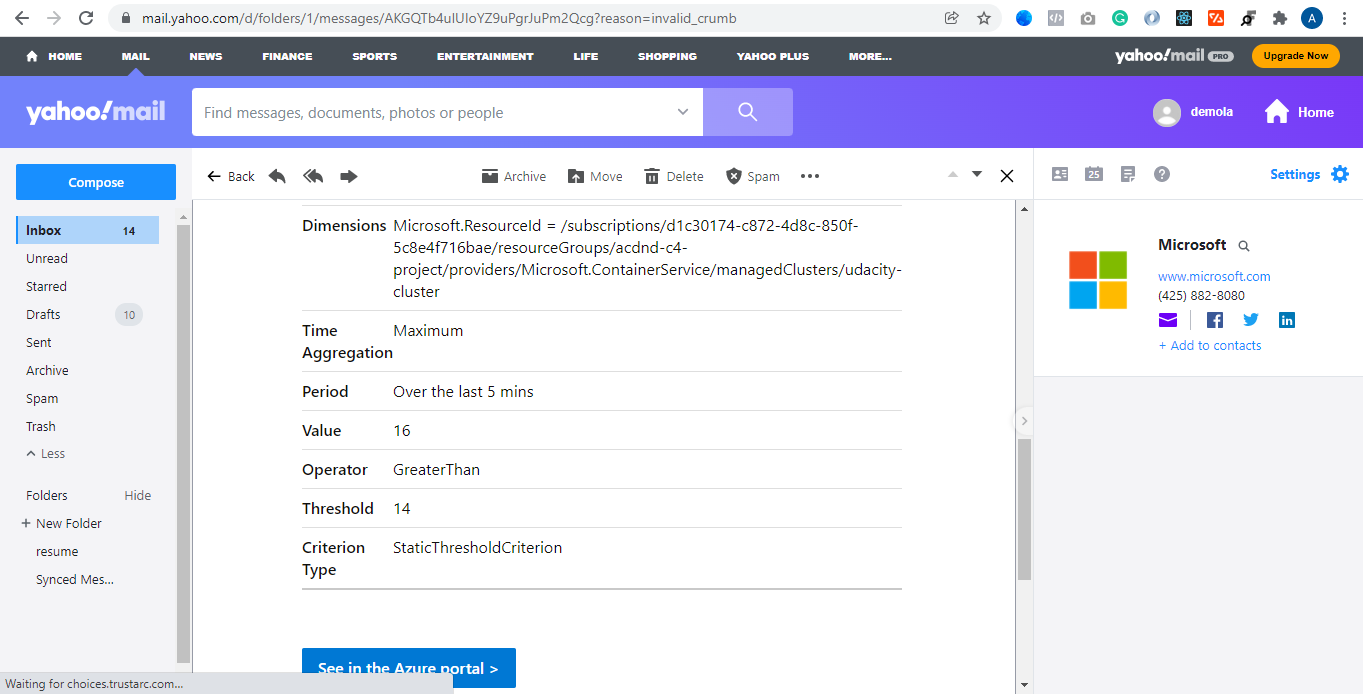 mail.yahoo.com/d/folders/1/messages/AKGQTb4ulUIoYZ9uPgrJuPm2Qcg?reason=invalid_crumb
A
HOME MAIL NEWS FINANCE SPORTS ENTERTAINMENT LIFE SHOPPING YAHOO PLUS MORE... yahoo!mail PRO Upgrade Now
yahoo!mail Find messages, documents, photos or people demola Home
Compose Back Archive Move Delete Spam 25 Settings
Inbox 14
Unread
Starred
Drafts 10
Sent
Archive
Spam
Trash
Less
Folders Hide
+ New Folder
resume
Synced Mes...
Dimensions Microsoft.ResourceId = /subscriptions/d1c30174-c872-4d8c-850f-
5c8e4f716bae/resourceGroups/acdnd-c4-
project/providers/Microsoft.ContainerService/managedClusters/udacity-
cluster
Time Aggregation Maximum
Period Over the last 5 mins
Value 16
Operator GreaterThan
Threshold 14
Criterion Type StaticThresholdCriterion
See in the Azure portal >
Microsoft
www.microsoft.com
(425) 882-8080
+ Add to contacts
Waiting for choices.trustarc.com...